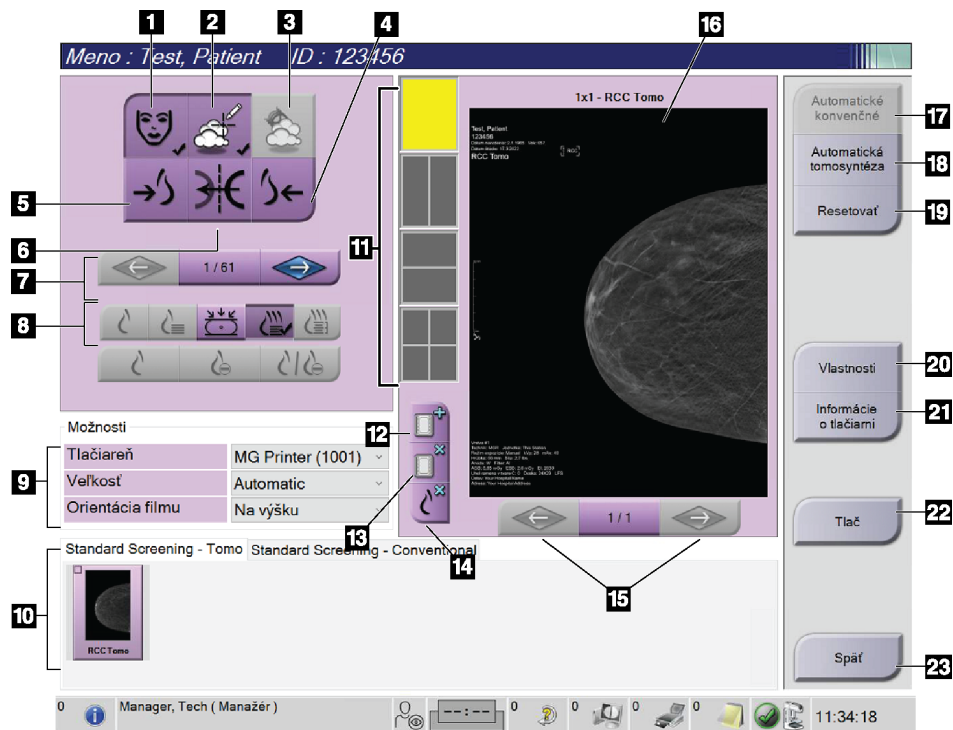 1
2
3
4
16
Meno : Test, Patient ID : 123456
1x1 - RCC Tomo
Test, Patient
123456
RCC Tomo
RCC
Automatické
konvenčné
17
Automatická
tomosyntéza
18
Resetovať
19
5
6
11
7
1 / 61
8
Vlastnosti
20
Informácie
o tlačiarni
21
Možnosti
12
9
Tlačiareň
MG Printer (1001)
Veľkosť
Automatic
Orientácia filmu
Na výšku
13
14
1 / 1
15
Tlač
22
10
Standard Screening - Tomo
Standard Screening - Conventional
RCC Tomo
Späť
23
0
Manager, Tech ( Manažér )
--:--
0
0
0
0
11:34:18